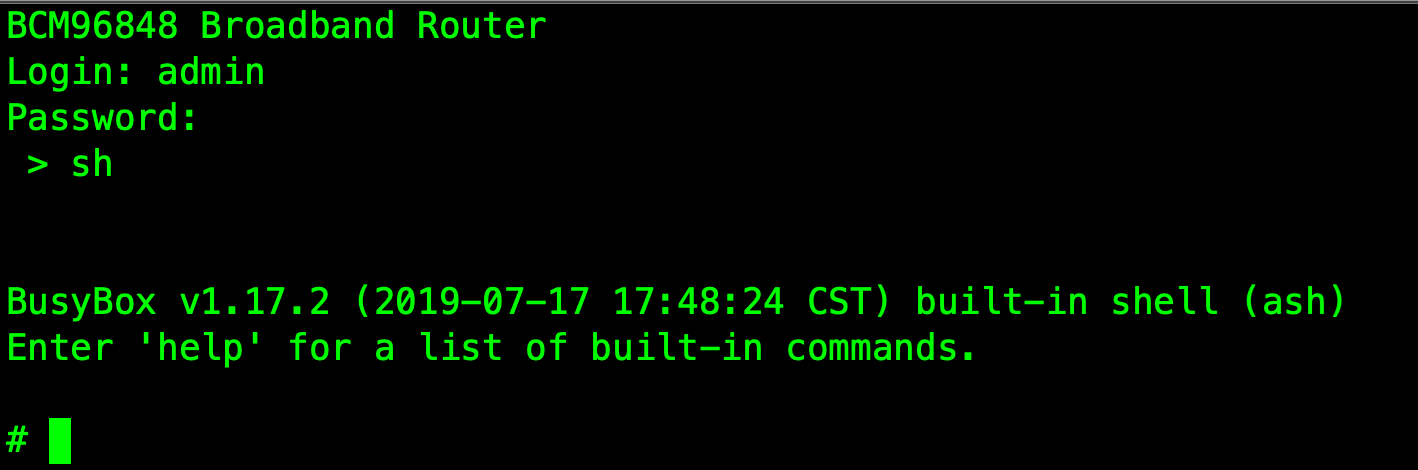 BCM96848 Broadband Router
Login: admin
Password:
> sh
BusyBox v1.17.2 (2019-07-17 17:48:24 CST) built-in shell (ash)
Enter 'help' for a list of built-in commands.
#